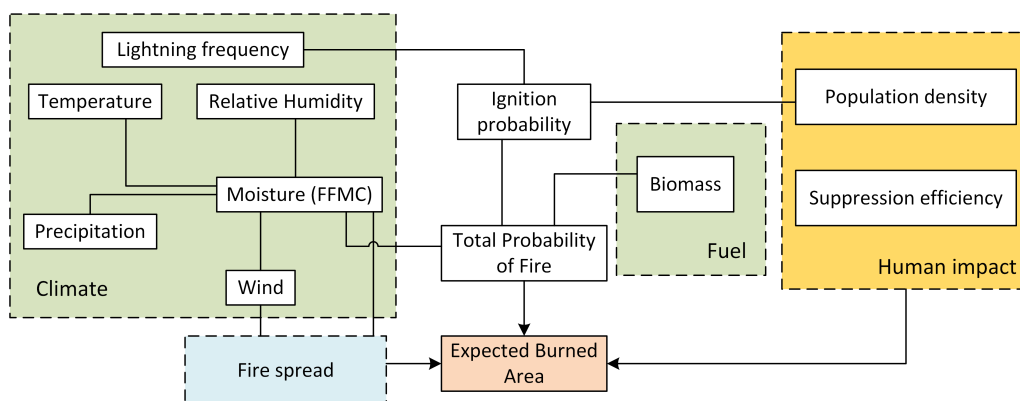 Lightning frequency
Temperature
Relative Humidity
Moisture (FFMC)
Precipitation
Wind
Climate
Fire spread
Ignition
probability
Total Probability
of Fire
Expected Burned
Area
Biomass
Fuel
Population density
Suppression efficiency
Human impact